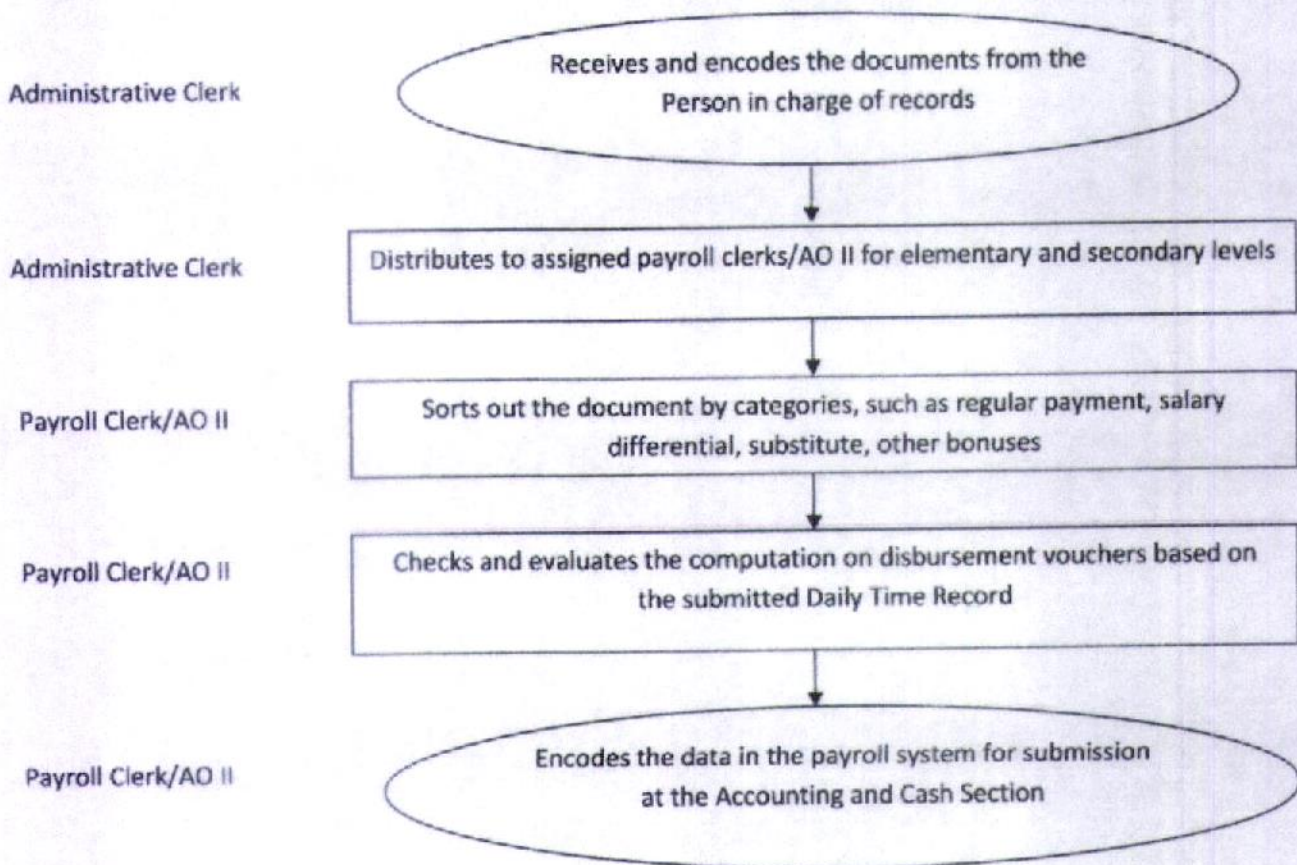 Administrative Clerk
Receives and encodes the documents from the
Person in charge of records
Administrative Clerk
Distributes to assigned payroll clerks/AO II for elementary and secondary levels
Payroll Clerk/AO II
Sorts out the document by categories, such as regular payment, salary
differential, substitute, other bonuses
Payroll Clerk/AO II
Checks and evaluates the computation on disbursement vouchers based on
the submitted Daily Time Record
Payroll Clerk/AO II
Encodes the data in the payroll system for submission
at the Accounting and Cash Section